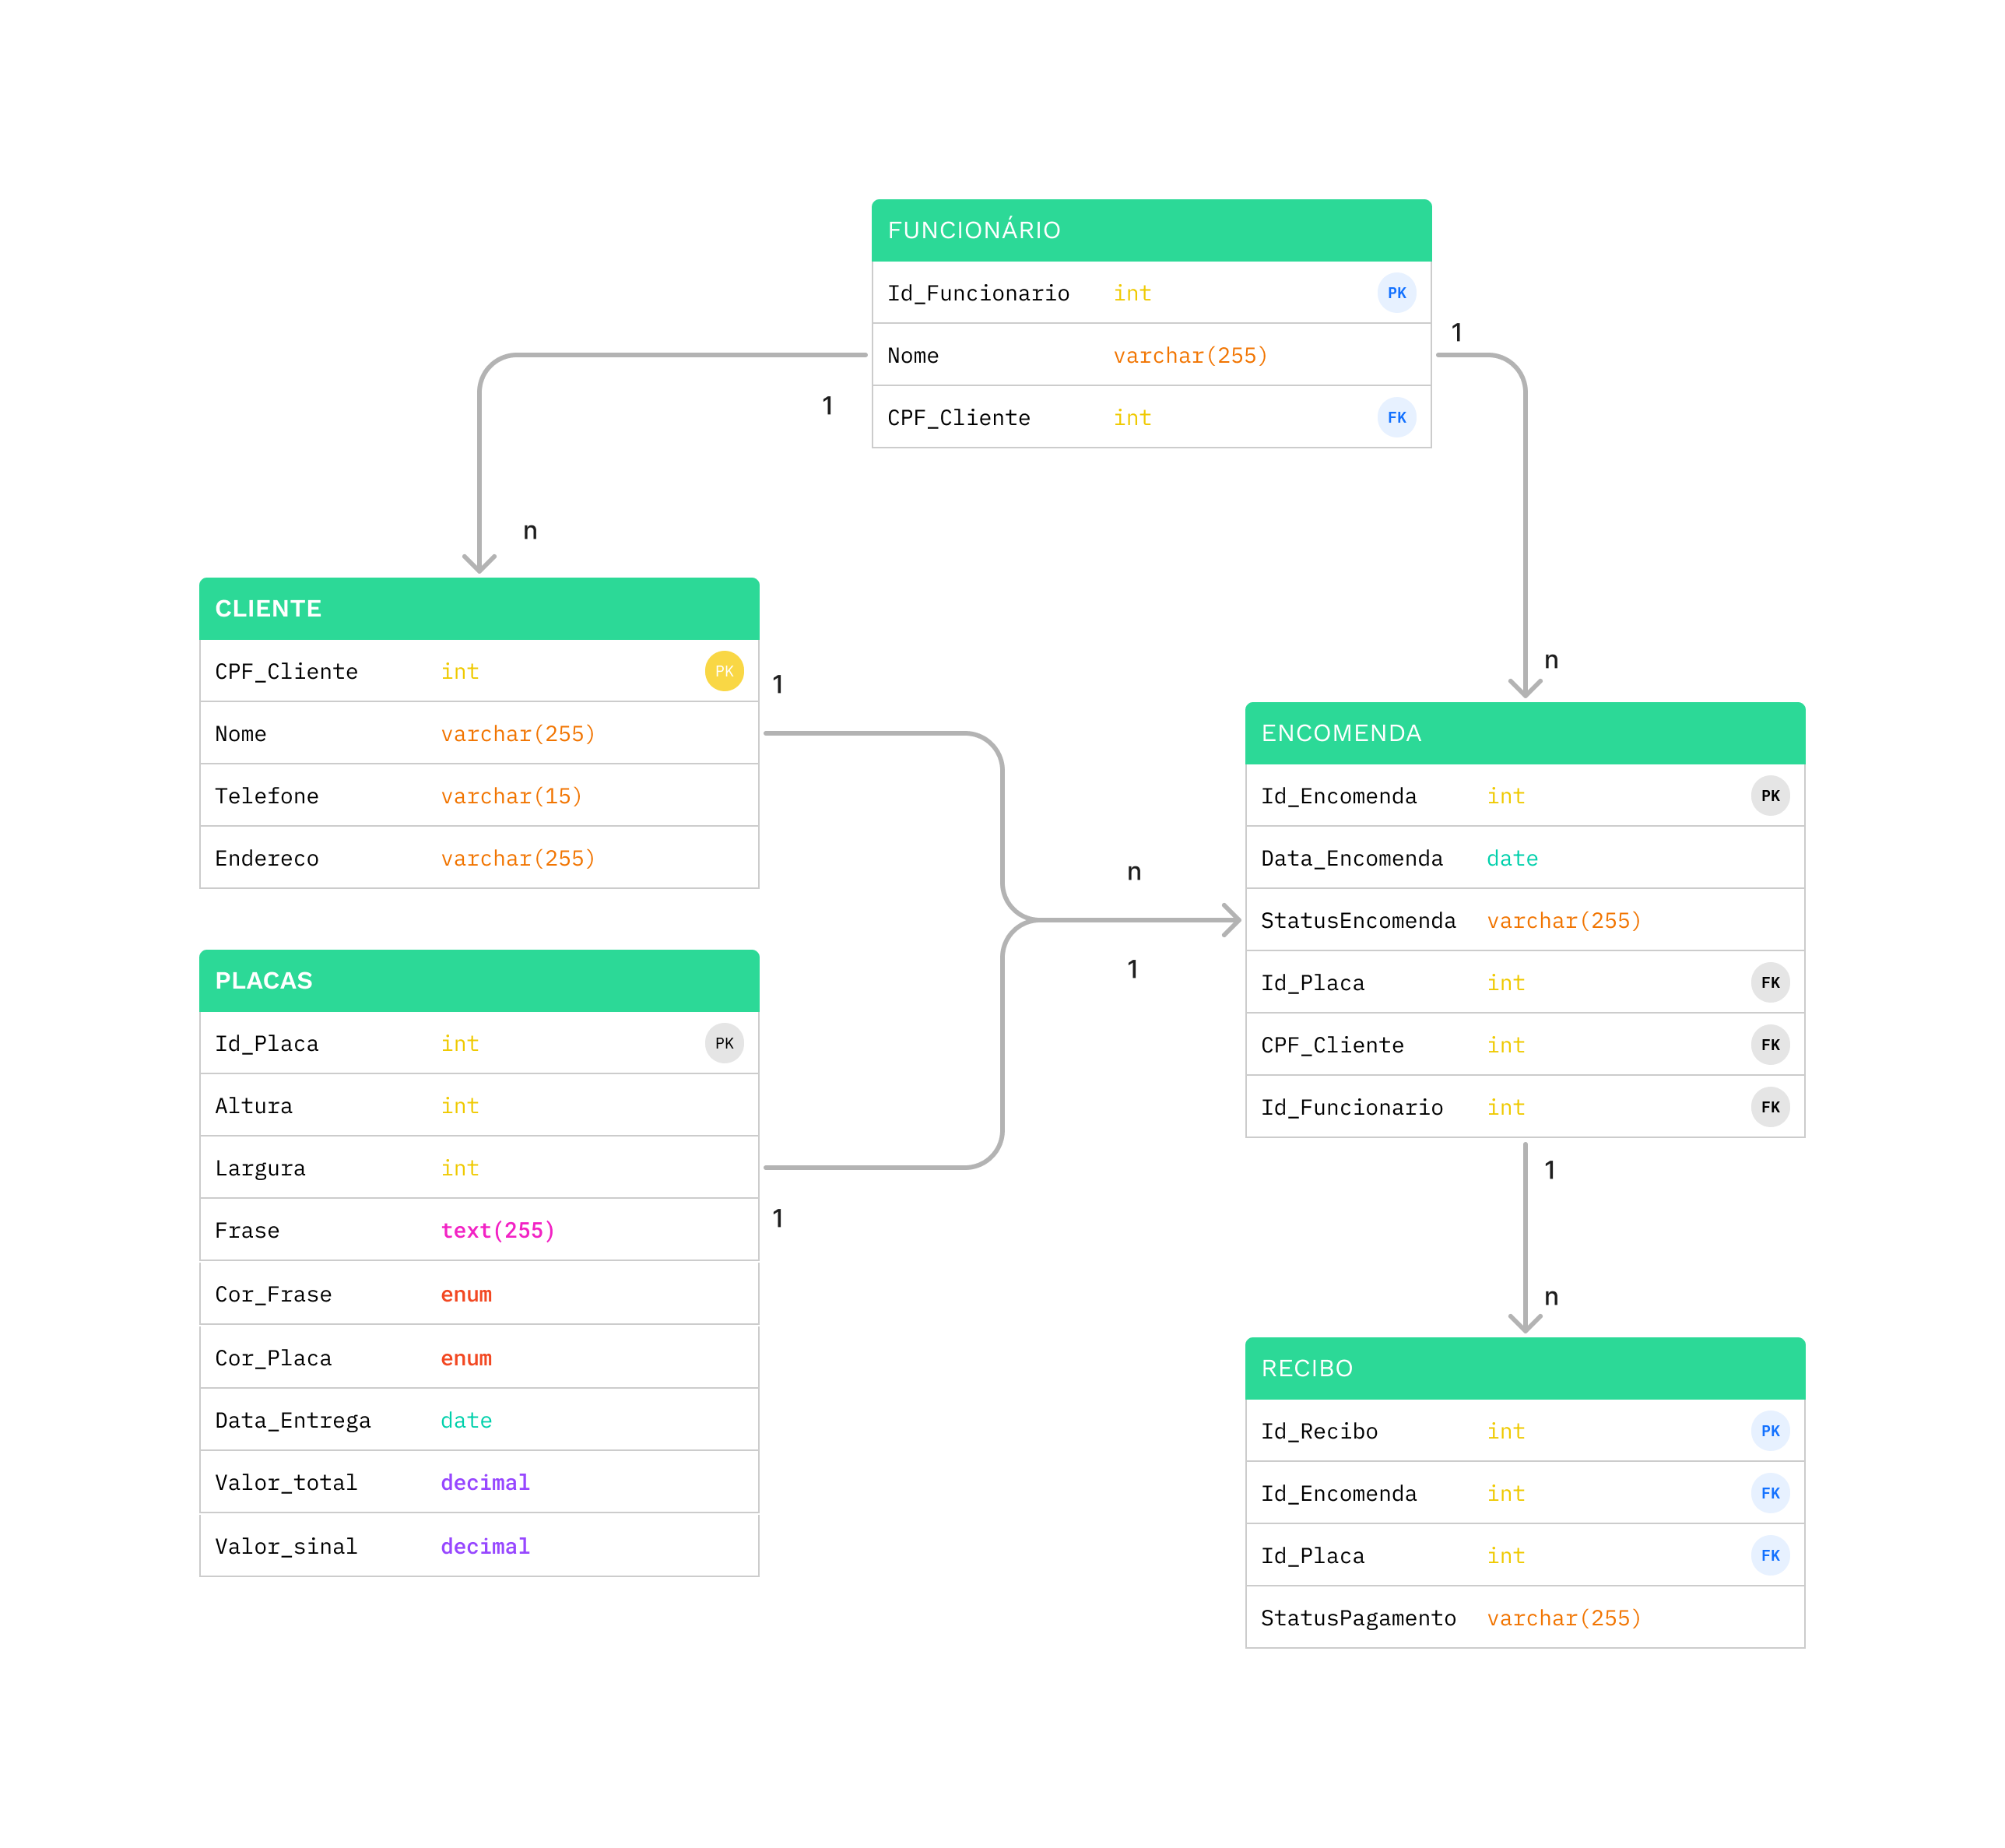 FUNCIONÁRIO
Id_Funcionario int PK
Nome varchar(255)
CPF_Cliente int FK
1
1
n
n
CLIENTE
CPF_Cliente int PK
Nome varchar(255)
Telefone varchar(15)
Endereco varchar(255)
1
n
1
1
PLACAS
Id_Placa int PK
Altura int
Largura int
Frase text(255)
Cor_Frase enum
Cor_Placa enum
Data_Entrega date
Valor_total decimal
Valor_sinal decimal
ENCOMENDA
Id_Encomenda int PK
Data_Encomenda date
StatusEncomenda varchar(255)
Id_Placa int FK
CPF_Cliente int FK
Id_Funcionario int FK
1
n
RECIBO
Id_Recibo int PK
Id_Encomenda int FK
Id_Placa int FK
StatusPagamento varchar(255)